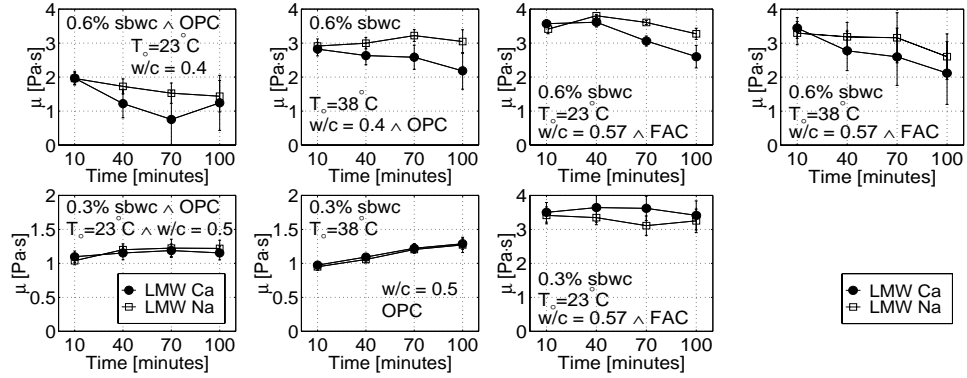 0.6% sbwc ∧ OPC
T₀=23°C
w/c = 0.4
μ [Pa·s]
4
3
2
1
0
10 40 70 100
Time [minutes]
T₀=38°C
w/c = 0.4 ∧ OPC
μ [Pa·s]
4
3
2
1
0
10 40 70 100
Time [minutes]
0.6% sbwc
0.6% sbwc
T₀=23°C
w/c = 0.57 ∧ FAC
μ [Pa·s]
4
3
2
1
0
10 40 70 100
Time [minutes]
0.6% sbwc
T₀=38°C
w/c = 0.57 ∧ FAC
μ [Pa·s]
4
3
2
1
0
10 40 70 100
Time [minutes]
0.3% sbwc ∧ OPC
T₀=23°C ∧ w/c = 0.5
μ [Pa·s]
2
1.5
1
0.5
0
LMW Ca
LMW Na
10 40 70 100
Time [minutes]
0.3% sbwc
T₀=38°C
w/c = 0.5
OPC
μ [Pa·s]
2
1.5
1
0.5
0
10 40 70 100
Time [minutes]
0.3% sbwc
T₀=23°C
w/c = 0.57 ∧ FAC
μ [Pa·s]
4
3
2
1
0
10 40 70 100
Time [minutes]
LMW Ca
LMW Na